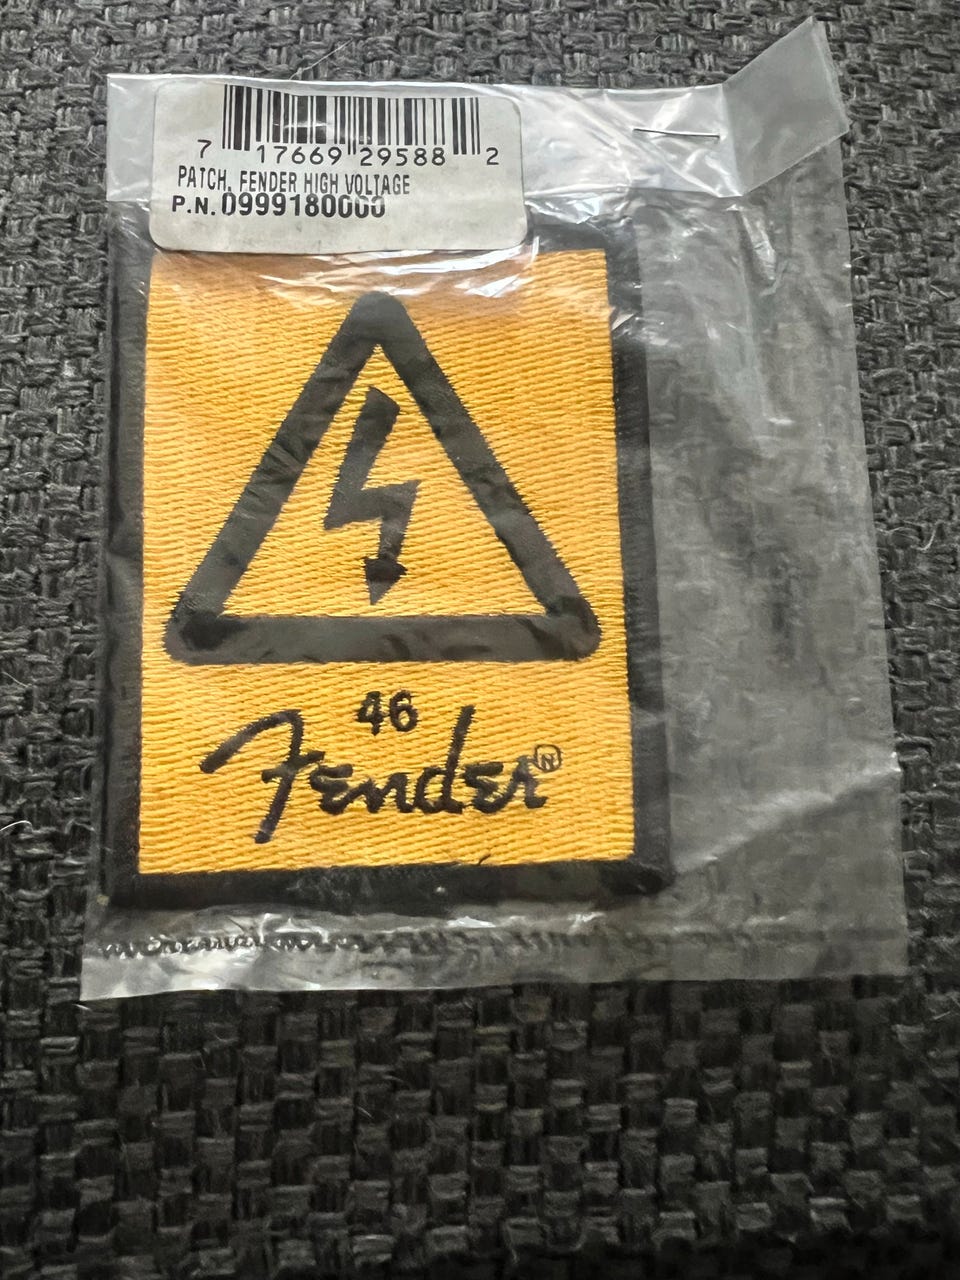 7 17669 29588 2
PATCH, FENDER HIGH VOLTAGE
P.N.0999180000
46
Fender®